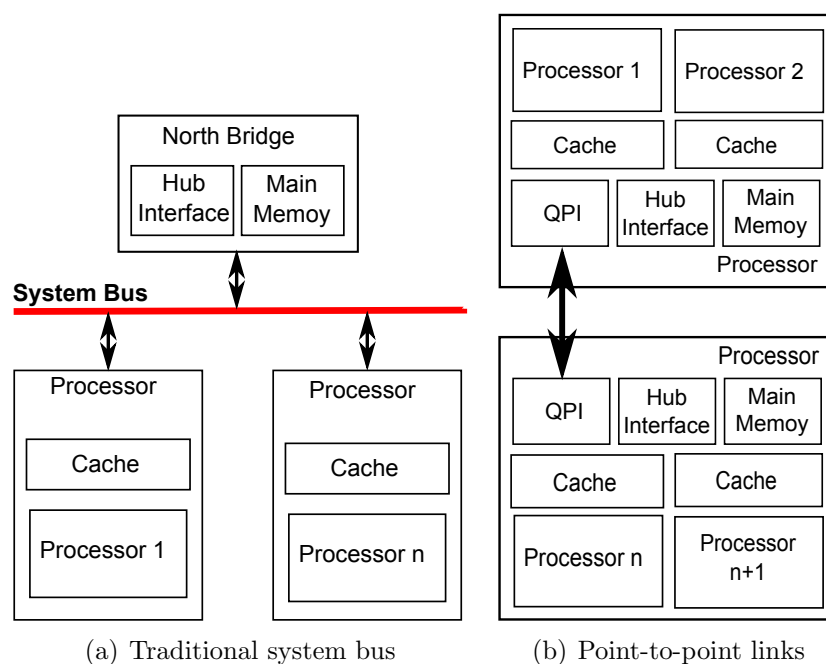 North Bridge
Hub
Interface
Main
Memoy
System Bus
Processor
Cache
Processor 1
Processor
Cache
Processor n
(a) Traditional system bus
Processor 1
Processor 2
Cache
Cache
QPI
Hub
Interface
Main
Memoy
Processor
Processor
QPI
Hub
Interface
Main
Memoy
Cache
Cache
Processor n
Processor
n+1
(b) Point-to-point links